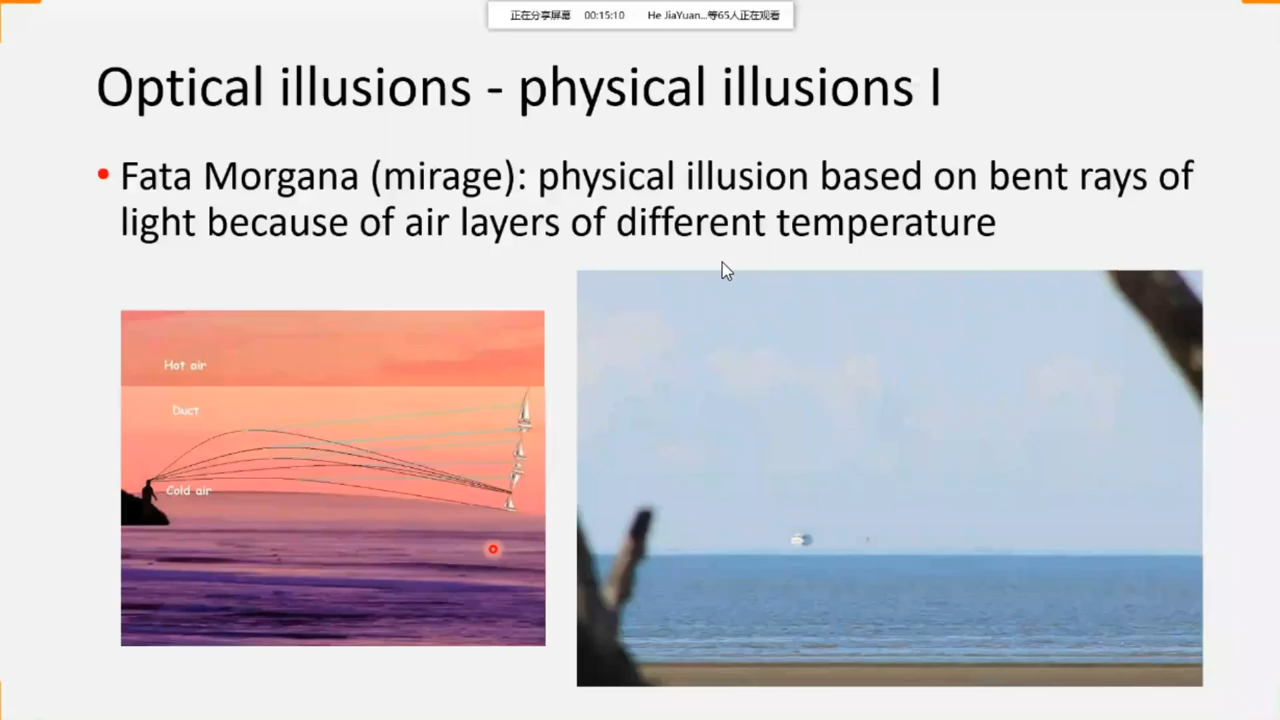 正在分享屏幕 00:15:10 He JiaYuan...等65人正在观看
Optical illusions - physical illusions I
• Fata Morgana (mirage): physical illusion based on bent rays of
light because of air layers of different temperature
Hot air
Duct
Cold air